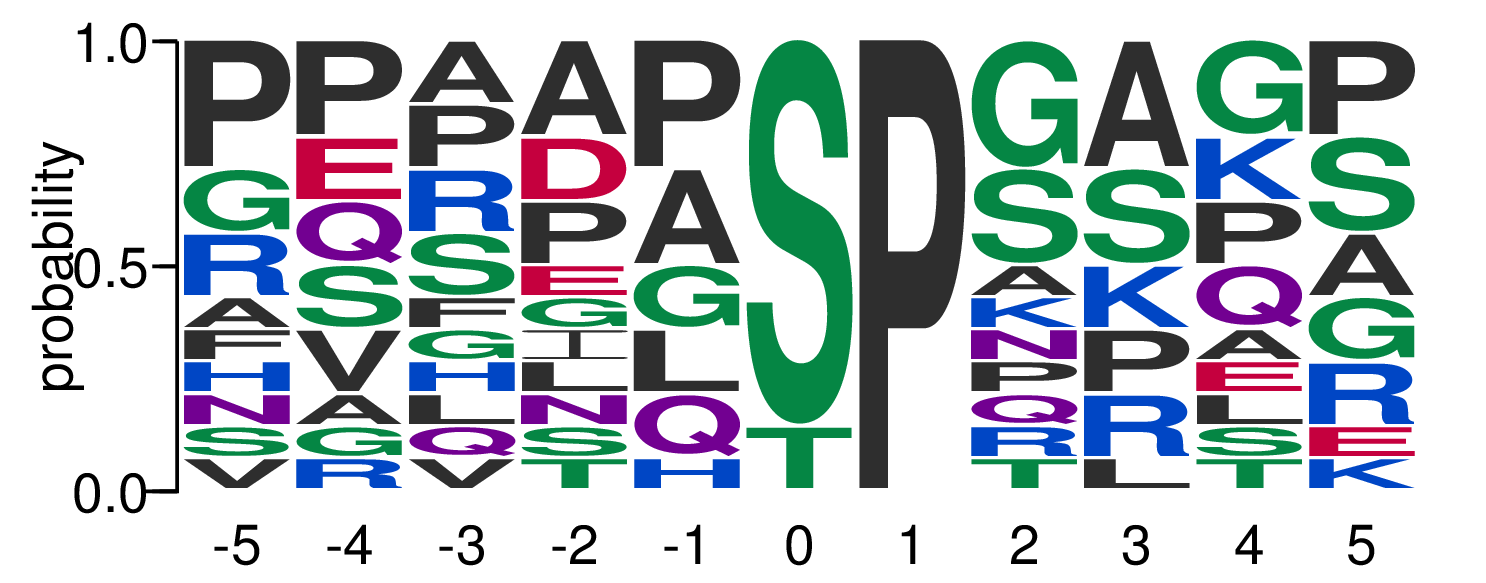 probability
1.0
0.5
0.0
P G R A F H N S V
P E Q S V A G R
A P R S F G H L Q V
A D P E G I L N S T
P A G L Q H
S T
P
G S A K N P Q R T
A S K P R L
G K P Q A E L S T
P S A G R E K
-5 -4 -3 -2 -1 0 1 2 3 4 5